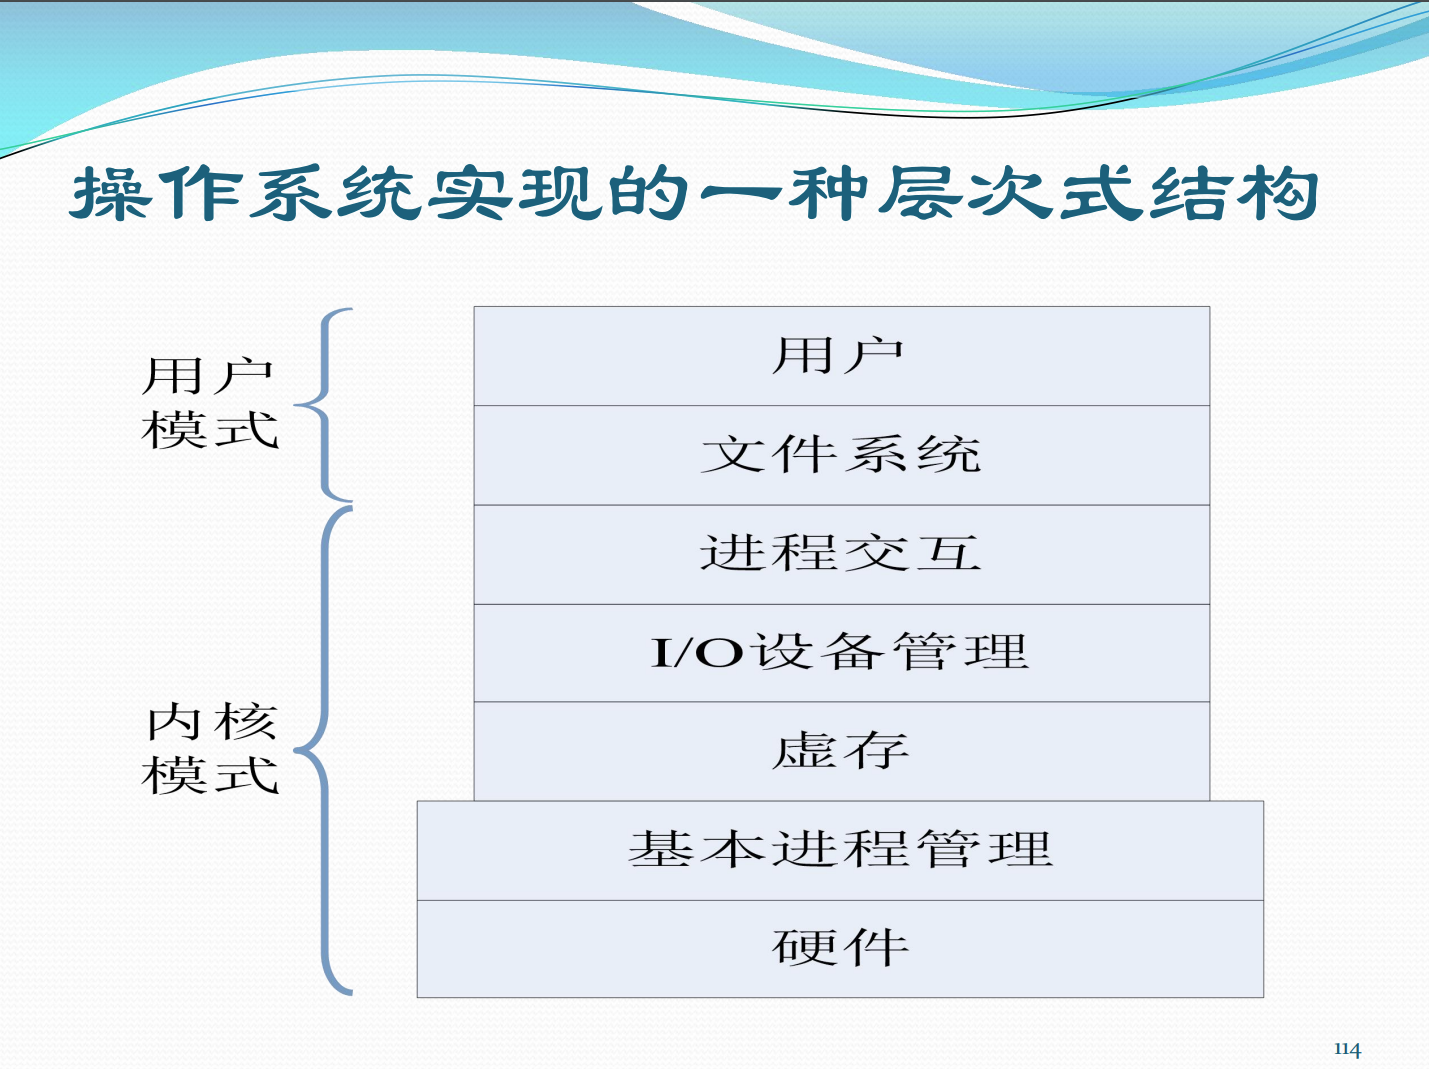 操作系统实现的一种层次式结构
用户
模式
内核
模式
用户
文件系统
进程交互
I/O设备管理
虚存
基本进程管理
硬件
114